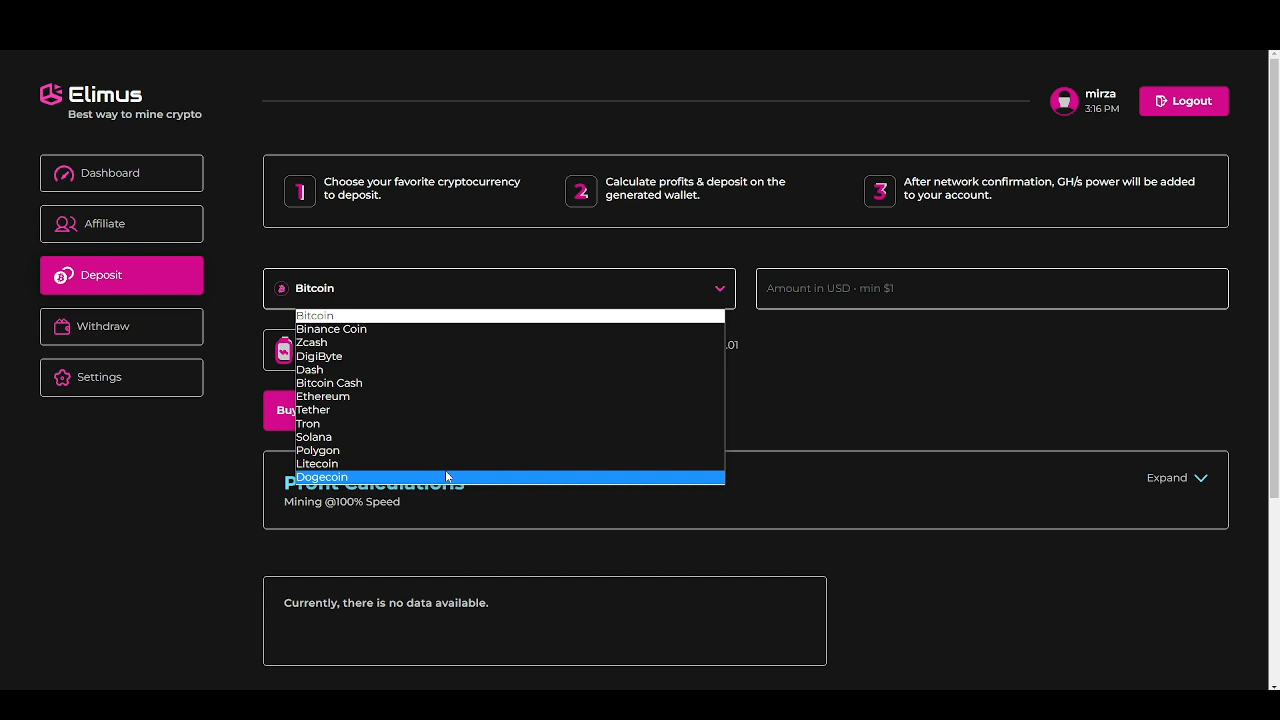 Elimus
Best way to mine crypto
mirza
3:16 PM
Logout
Dashboard
Affiliate
Deposit
Withdraw
Settings
1
Choose your favorite cryptocurrency
to deposit.
2
Calculate profits & deposit on the
generated wallet.
3
After network confirmation, GH/s power will be added
to your account.
Bitcoin
Amount in USD - min $1
Bitcoin
Binance Coin
Zcash
DigiByte
Dash
Bitcoin Cash
Ethereum
Tether
Tron
Solana
Polygon
Litecoin
Dogecoin
.01
Buy
Profit Calculations
Mining @100% Speed
Expand
Currently, there is no data available.